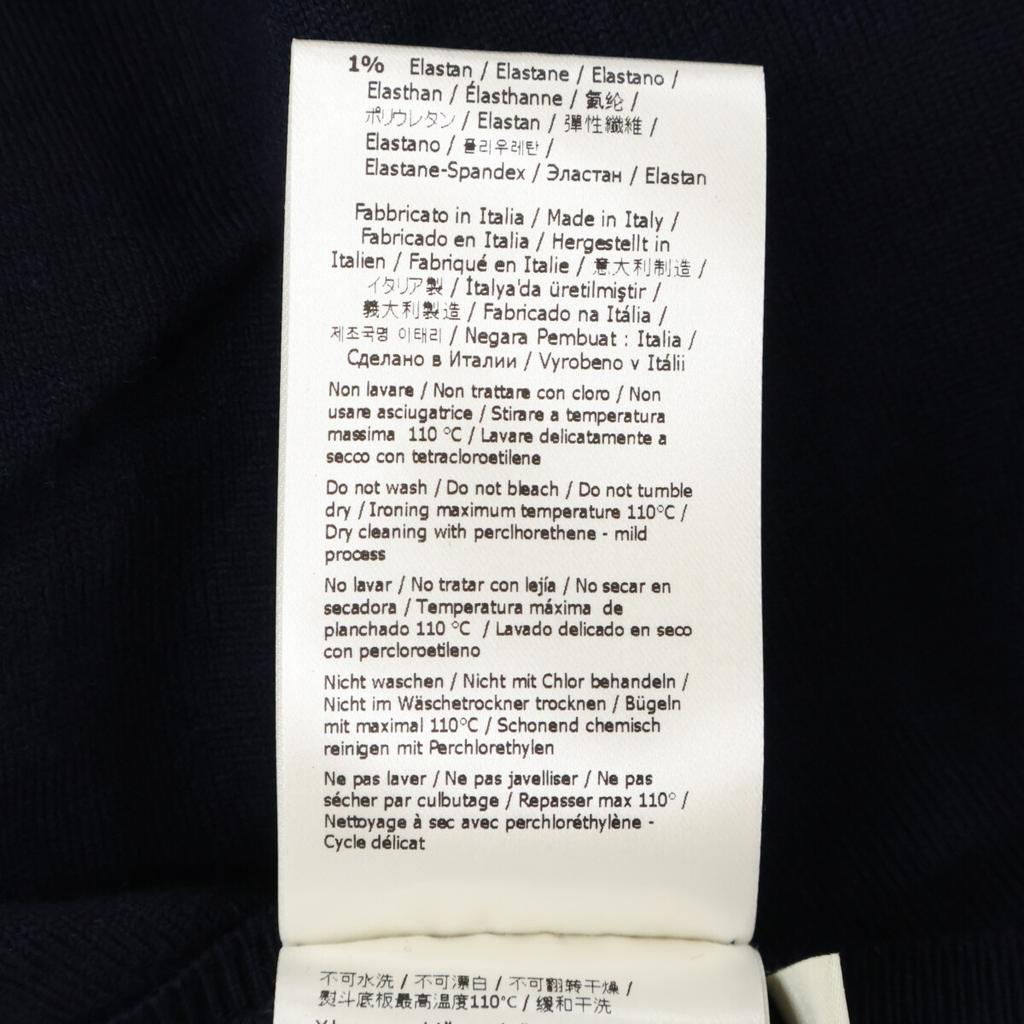 1% Elastan / Elastane / Elastano /
Elasthan / Élasthanne / 氨纶 /
ポリウレタン / Elastan / 彈性纖維 /
Elastano / 폴리우레탄 /
Elastane-Spandex / Эластан / Elastan
Fabbricato in Italia / Made in Italy /
Fabricado en Italia / Hergestellt in
Italien / Fabriqué en Italie / 意大利制造 /
イタリア製 / İtalya'da üretilmiştir /
義大利製造 / Fabricado na Itália /
제조국명 이태리 / Negara Pembuat : Italia /
Сделано в Италии / Vyrobeno v Itálii
Non lavare / Non trattare con cloro / Non
usare asciugatrice / Stirare a temperatura
massima 110 °C / Lavare delicatamente a
secco con tetracloroetilene
Do not wash / Do not bleach / Do not tumble
dry / Ironing maximum temperature 110°C /
Dry cleaning with perclhorethene - mild
process
No lavar / No tratar con lejía / No secar en
secadora / Temperatura máxima de
planchado 110 °C / Lavado delicado en seco
con percloroetileno
Nicht waschen / Nicht mit Chlor behandeln /
Nicht im Wäschetrockner trocknen / Bügeln
mit maximal 110°C / Schonend chemisch
reinigen mit Perchlorethylen
Ne pas laver / Ne pas javelliser / Ne pas
sécher par culbutage / Repasser max 110° /
Nettoyage à sec avec perchloréthylène -
Cycle délicat
不可水洗 / 不可漂白 / 不可翻转干燥 /
熨斗底板最高温度110°C / 缓和干洗